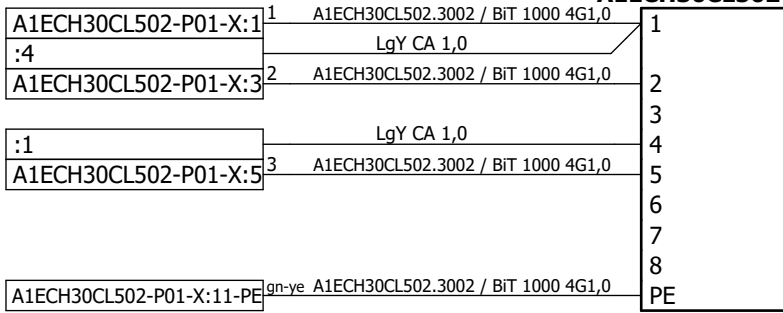 A1ECH30CL502
A1ECH30CL502-P01-X:1 1 A1ECH30CL502.3002 / BiT 1000 4G1,0 1
:4 LgY CA 1,0
A1ECH30CL502-P01-X:3 2 A1ECH30CL502.3002 / BiT 1000 4G1,0 2
3
:1 LgY CA 1,0 4
A1ECH30CL502-P01-X:5 3 A1ECH30CL502.3002 / BiT 1000 4G1,0 5
6
7
8
A1ECH30CL502-P01-X:11-PE gn-ye A1ECH30CL502.3002 / BiT 1000 4G1,0 PE